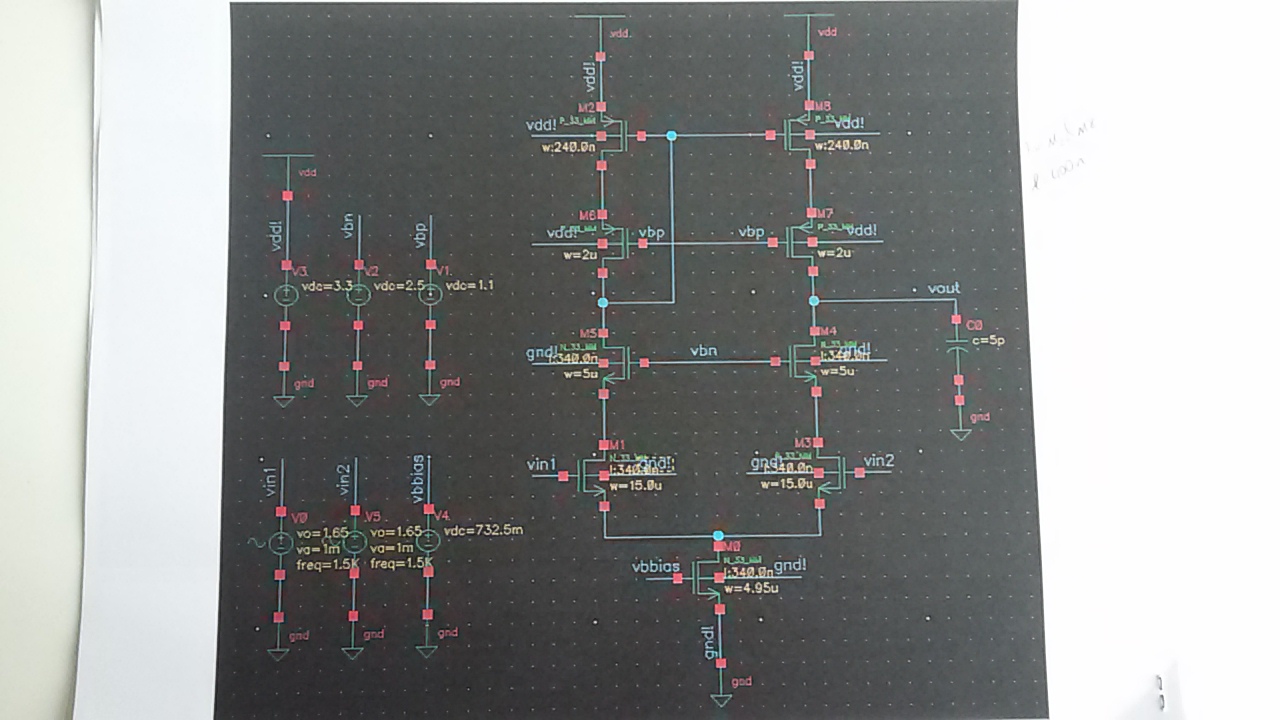 vdd
vdd!
M8
P_33_MM
vdd!
w:240.0n
M7
vdd!
w=2u
vbp
vout
C0
c=5p
gnd
M4
w=5u
vbn
vin2
M3
gnd!
w=15.0u
vdd
vdd!
M2
P_33_MM
vdd!
w:240.0n
M6
vdd!
w=2u
vbp
M5
gnd!
l:340.0n
w=5u
M1
w=15.0u
vin1
M0
gnd!
l:340.0n
w=4.95u
vbbias
gnd!
gnd
vbp
V1
vdc=1.1
gnd
vbn
V2
vdc=2.5
gnd
vdd
vdd!
V3
vdc=3.3
gnd
vbbias
V4
vdc=732.5m
gnd
vin2
V5
vo=1.65
va=1m
freq=1.5K
gnd
vin1
V0
vo=1.65
va=1m
freq=1.5K
gnd